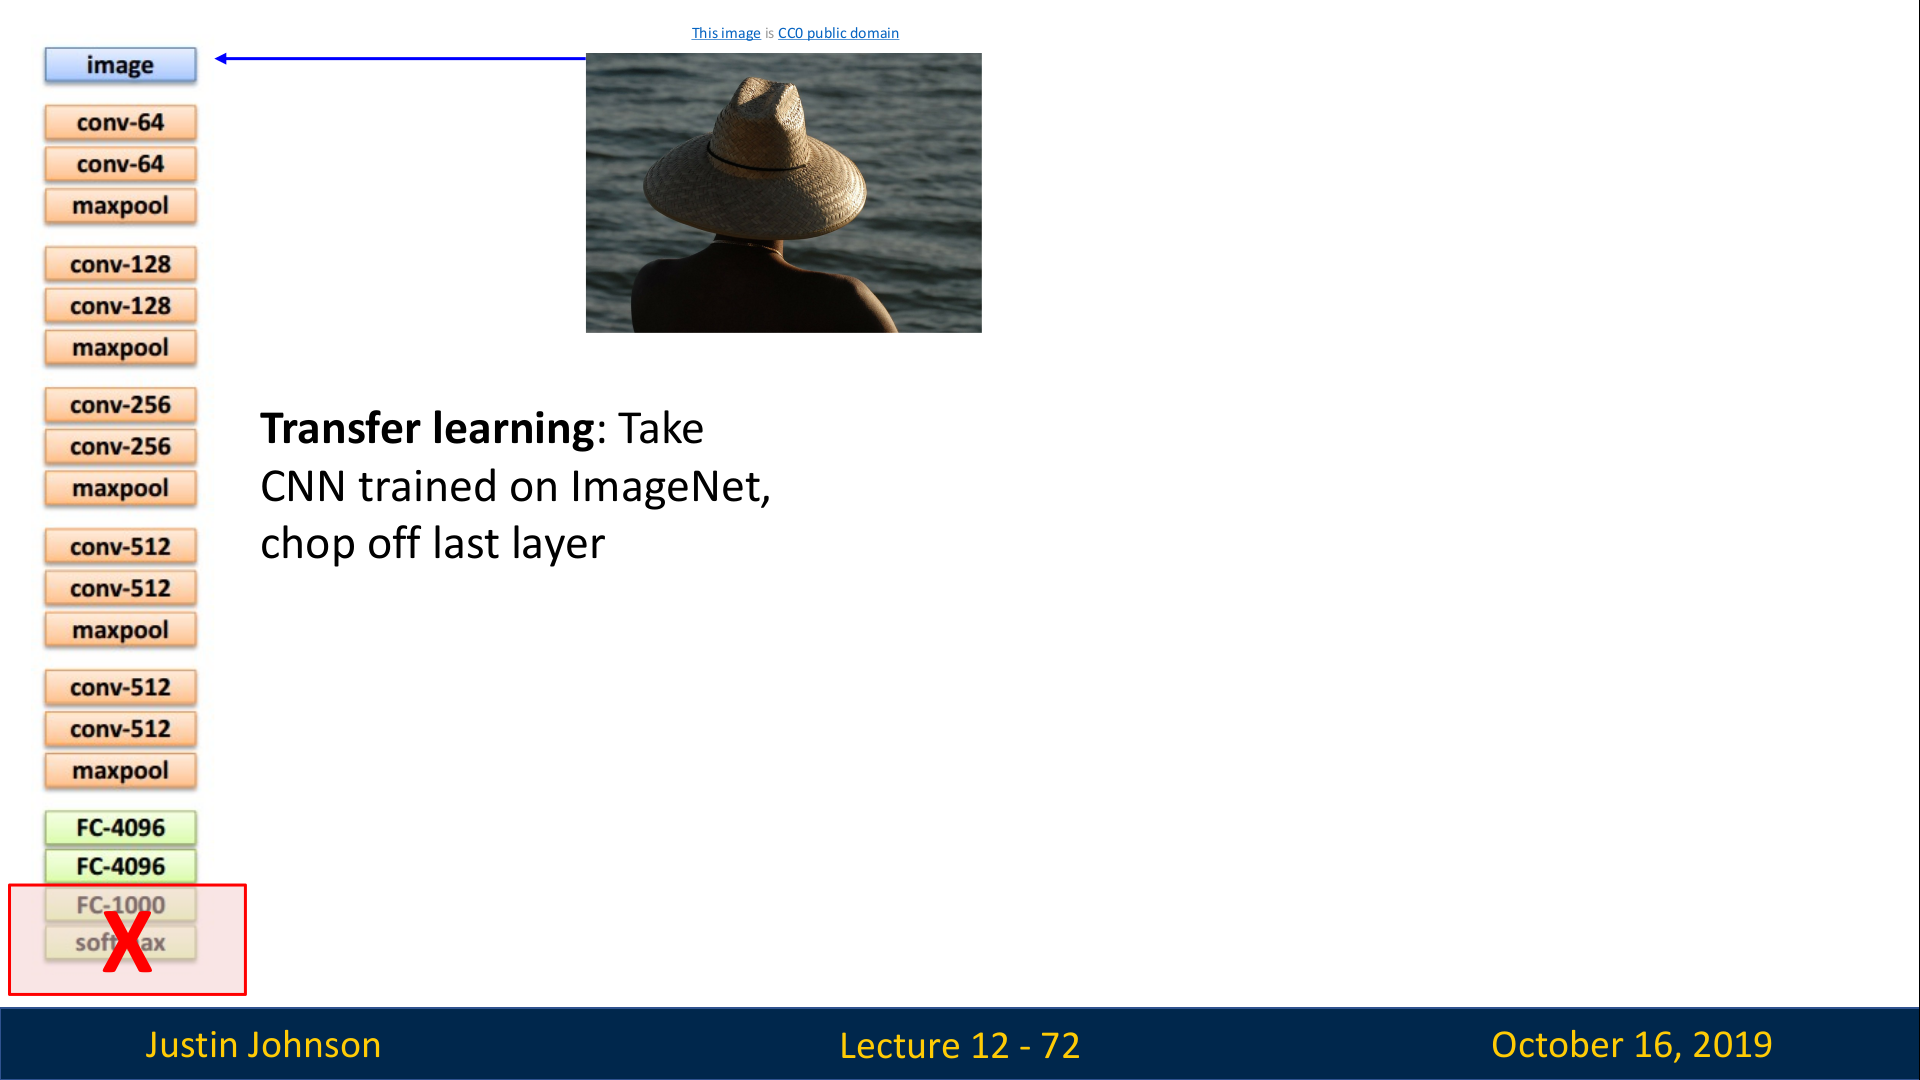 This image is CC0 public domain
image
conv-64
conv-64
maxpool
conv-128
conv-128
maxpool
conv-256
conv-256
maxpool
conv-512
conv-512
maxpool
conv-512
conv-512
maxpool
FC-4096
FC-4096
FC-1000
softmax
X
Transfer learning: Take
CNN trained on ImageNet,
chop off last layer
Justin Johnson
Lecture 12 - 72
October 16, 2019